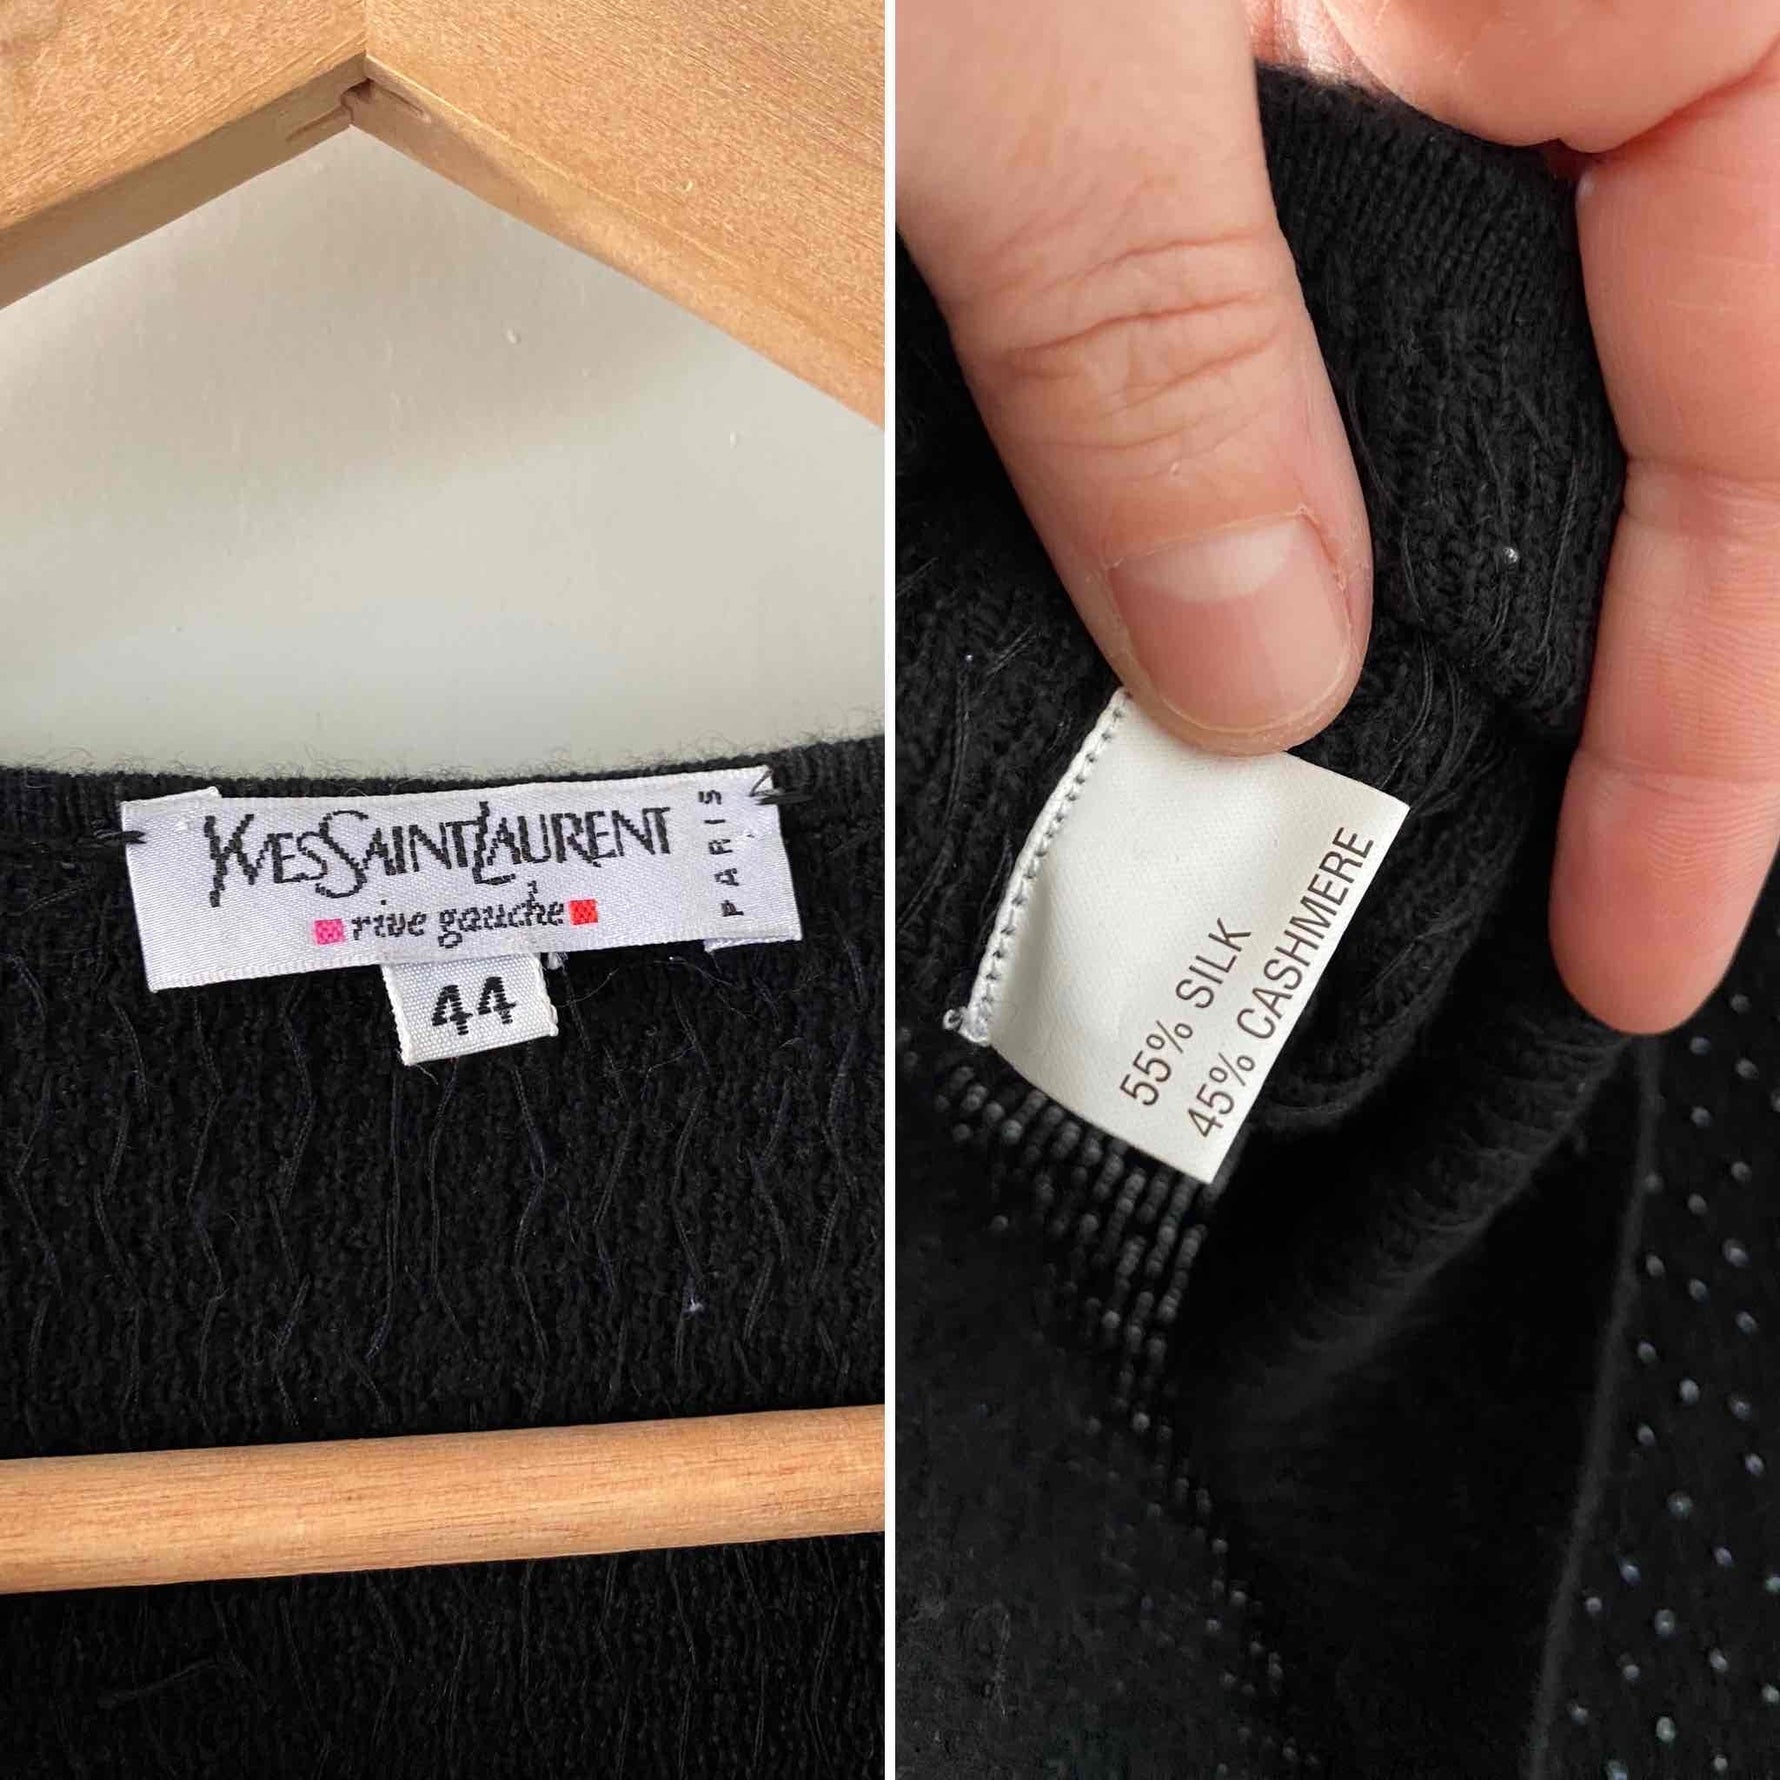 YVESSAINTLAURENT
PARIS
rive gauche
44
55% SILK
45% CASHMERE